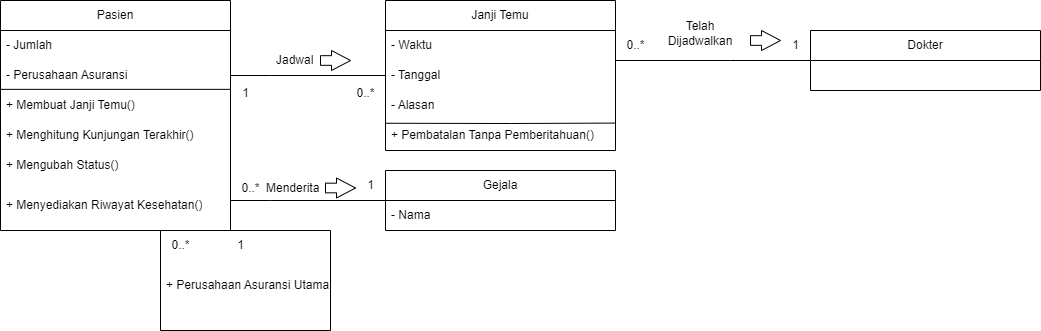 Pasien
- Jumlah
- Perusahaan Asuransi
+ Membuat Janji Temu()
+ Menghitung Kunjungan Terakhir()
+ Mengubah Status()
+ Menyediakan Riwayat Kesehatan()
Jadwal
1
0..*
Janji Temu
- Waktu
- Tanggal
- Alasan
+ Pembatalan Tanpa Pemberitahuan()
Telah
Dijadwalkan
0..*
1
Dokter
0..*
Menderita
1
Gejala
- Nama
0..*
1
+ Perusahaan Asuransi Utama